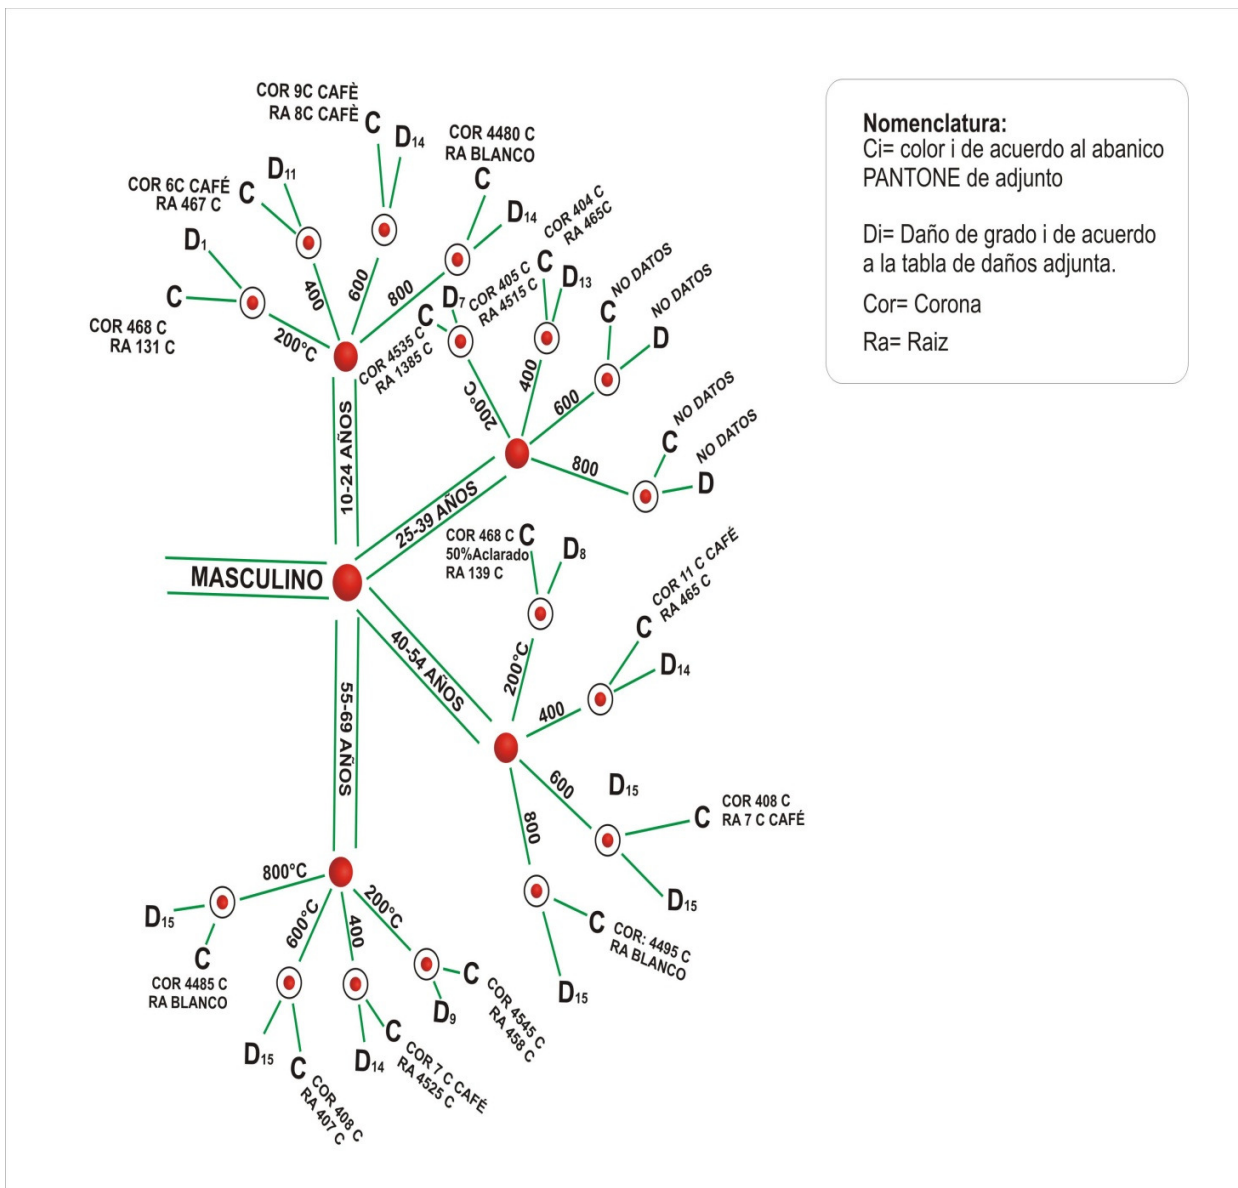 COR 9C CAFÈ
RA 8C CAFÈ
C
D14
COR 4480 C
RA BLANCO
C
D14
D11
COR 6C CAFÉ
RA 467 C
C
D1
C
COR 468 C
RA 131 C
200°C
400
600
800
10-24 AÑOS
COR 404 C
RA 465C
C
D13
COR 405 C
RA 4515 C
D7
C
COR 4535 C
RA 1385 C
NO DATOS
C
NO DATOS
D
NO DATOS
C
NO DATOS
D
200°C
400
600
800
25-39 AÑOS
MASCULINO
COR 468 C
50%Aclarado
RA 139 C
C
D8
COR 11 C CAFÉ
RA 465 C
C
D14
200°C
400
600
800
40-54 AÑOS
D15
C
COR 408 C
RA 7 C CAFÉ
D15
C
COR: 4495 C
RA BLANCO
D15
55-69 AÑOS
800°C
600°C
400
200°C
D15
C
COR 4485 C
RA BLANCO
D15
C
COR 408 C
RA 407 C
D14
C
COR 7 C CAFÉ
RA 4525 C
D9
C
COR 4545 C
RA 458 C
Nomenclatura:
Ci= color i de acuerdo al abanico
PANTONE de adjunto
Di= Daño de grado i de acuerdo
a la tabla de daños adjunta.
Cor= Corona
Ra= Raiz